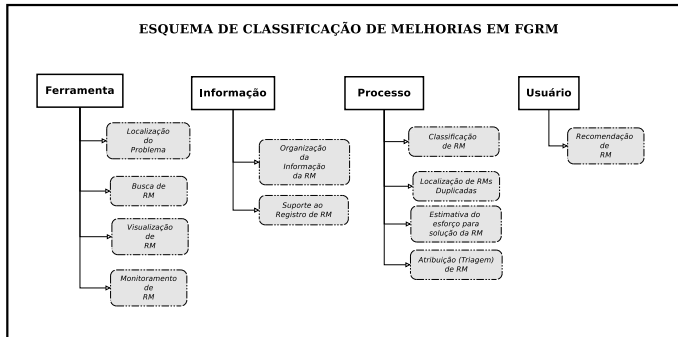 ESQUEMA DE CLASSIFICAÇÃO DE MELHORIAS EM FGRM
Ferramenta
Localização
do
Problema
Busca de
RM
Visualização
de
RM
Monitoramento
de
RM
Informação
Organização
da
Informação
da RM
Suporte ao
Registro de RM
Processo
Classificação
de RM
Localização de RMs
Duplicadas
Estimativa do
esforço para
solução da RM
Atribuição (Triagem)
de RM
Usuário
Recomendação
de
RM